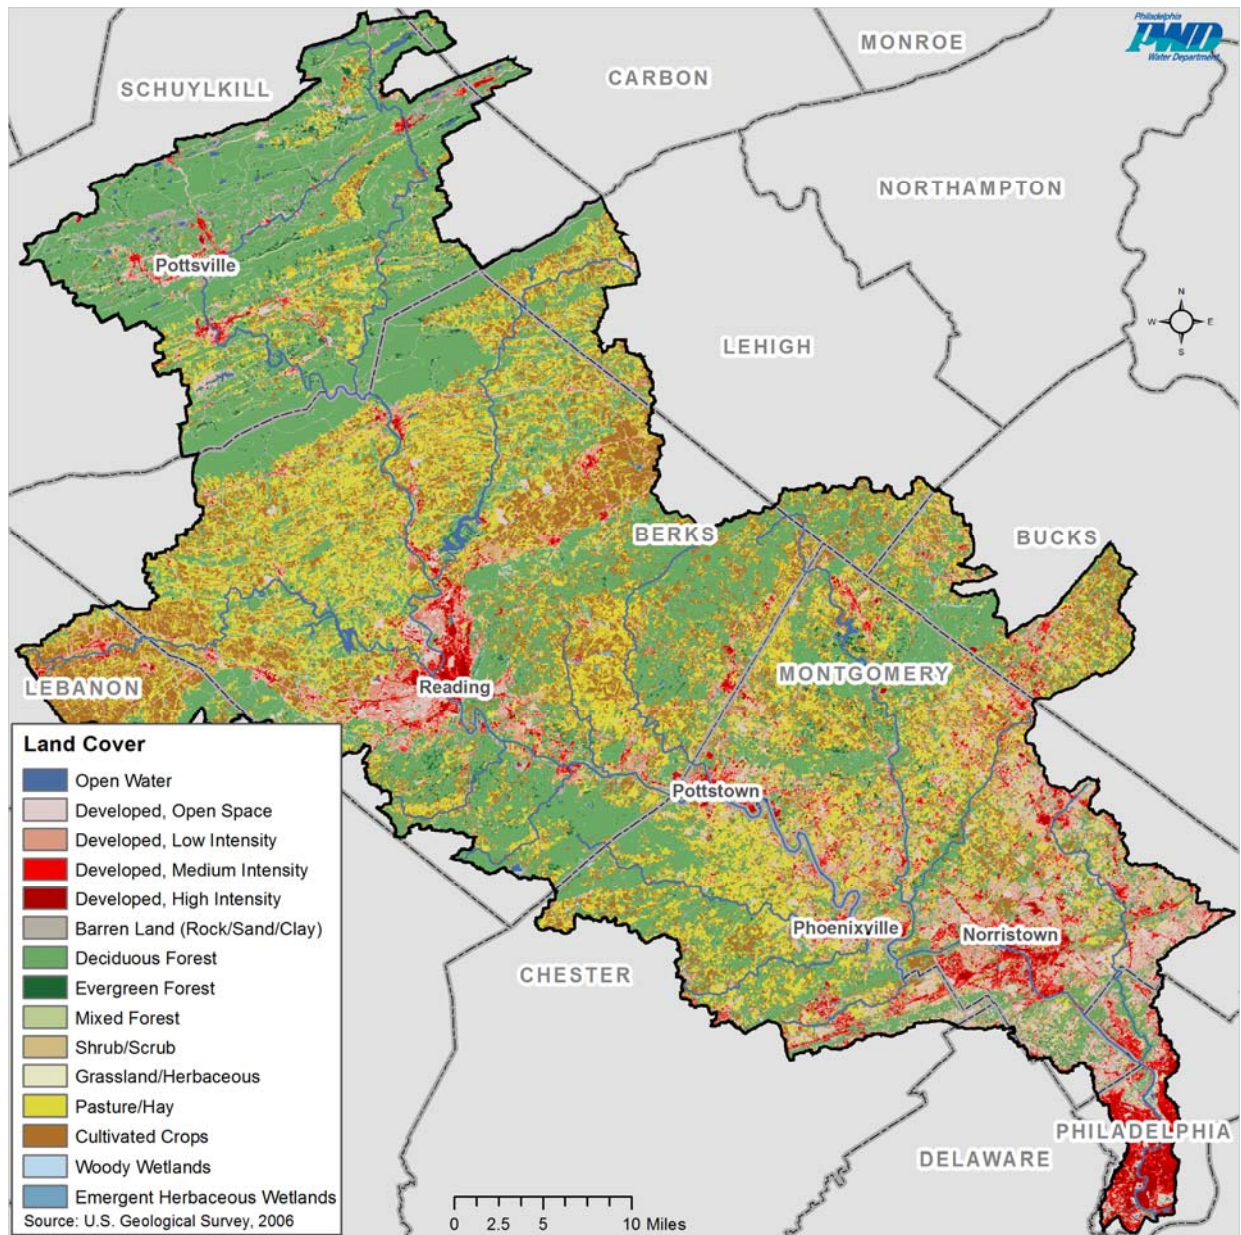 Philadelphia
PWD
Water Department
MONROE
CARBON
SCHUYLKILL
NORTHAMPTON
Pottsville
N
W E
S
LEHIGH
BERKS
BUCKS
MONTGOMERY
LEBANON
Reading
Pottstown
Phoenixville
Norristown
CHESTER
PHILADELPHIA
DELAWARE
Land Cover
Open Water
Developed, Open Space
Developed, Low Intensity
Developed, Medium Intensity
Developed, High Intensity
Barren Land (Rock/Sand/Clay)
Deciduous Forest
Evergreen Forest
Mixed Forest
Shrub/Scrub
Grassland/Herbaceous
Pasture/Hay
Cultivated Crops
Woody Wetlands
Emergent Herbaceous Wetlands
Source: U.S. Geological Survey, 2006
0 2.5 5 10 Miles